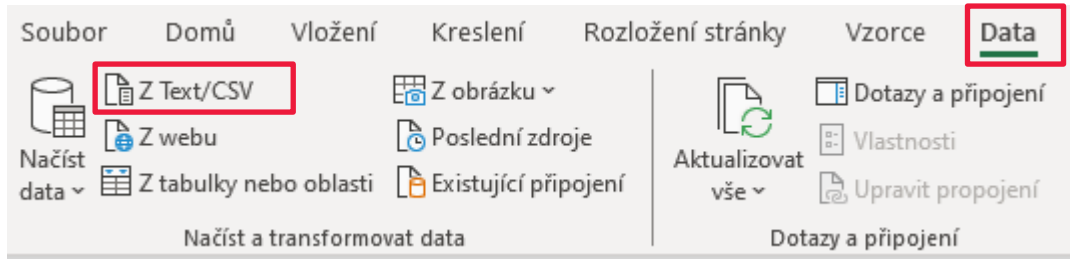 Soubor Domů Vložení Kreslení Rozložení stránky Vzorce Data
Z Text/CSV
Z webu
Z tabulky nebo oblasti
Načíst
data
Z obrázku
Poslední zdroje
Existující připojení
Načíst a transformovat data
Aktualizovat
vše
Dotazy a připojení
Vlastnosti
Upravit propojení
Dotazy a připojení